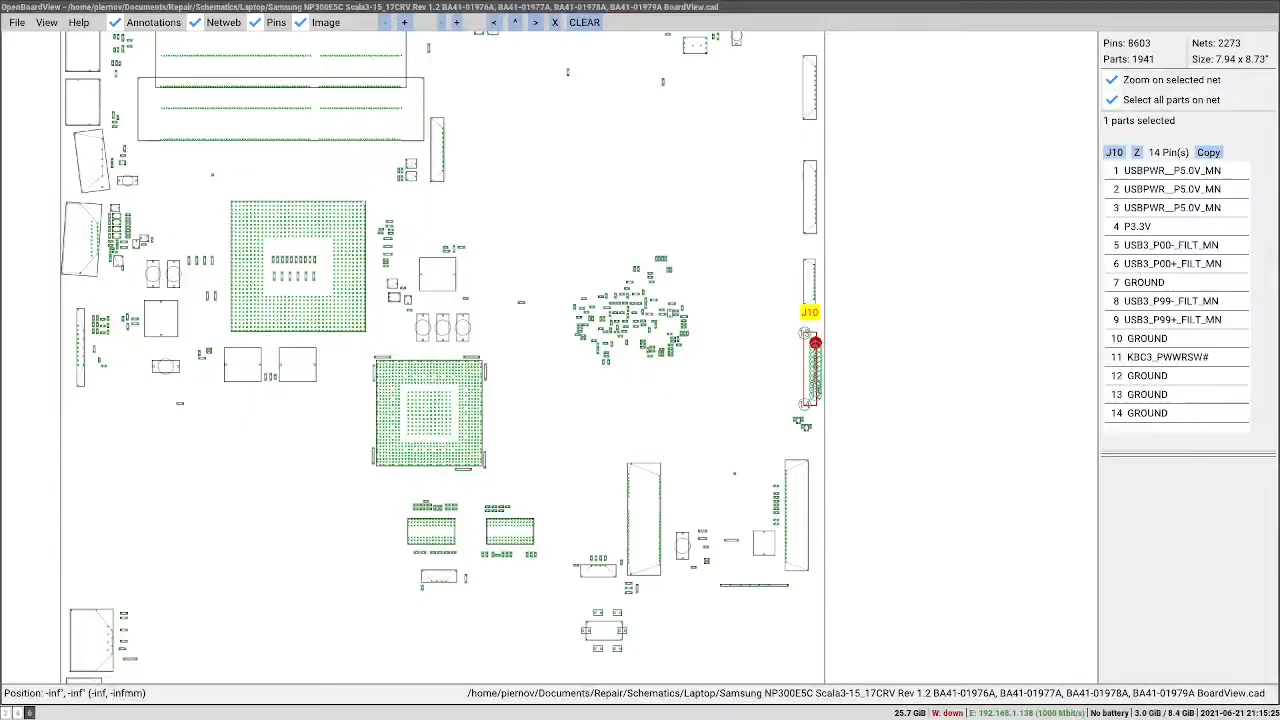 OpenBoardView - /home/piernov/Documents/Repair/Schematics/Laptop/Samsung NP300E5C Scala3-15_17CRV Rev 1.2 BA41-01976A, BA41-01977A, BA41-01978A, BA41-01979A BoardView.cad
File View Help Annotations Netweb Pins Image - + - + < ^ > X CLEAR
Pins: 8603 Nets: 2273
Parts: 1941 Size: 7.94 x 8.73"
Zoom on selected net
Select all parts on net
1 parts selected
J10 Z 14 Pin(s) Copy
1 USBPWR__P5.0V_MN
2 USBPWR__P5.0V_MN
3 USBPWR__P5.0V_MN
4 P3.3V
5 USB3_P00-_FILT_MN
6 USB3_P00+_FILT_MN
7 GROUND
8 USB3_P99-_FILT_MN
9 USB3_P99+_FILT_MN
10 GROUND
11 KBC3_PWRRSW#
12 GROUND
13 GROUND
14 GROUND
J10
Position: -inf", -inf" (-inf, -infmm) /home/piernov/Documents/Repair/Schematics/Laptop/Samsung NP300E5C Scala3-15_17CRV Rev 1.2 BA41-01976A, BA41-01977A, BA41-01978A, BA41-01979A BoardView.cad
2 4 6 25.7 GiB W: down E: 192.168.1.138 (1000 Mbit/s) No battery 3.0 GiB / 8.4 GiB 2021-06-21 21:15:25